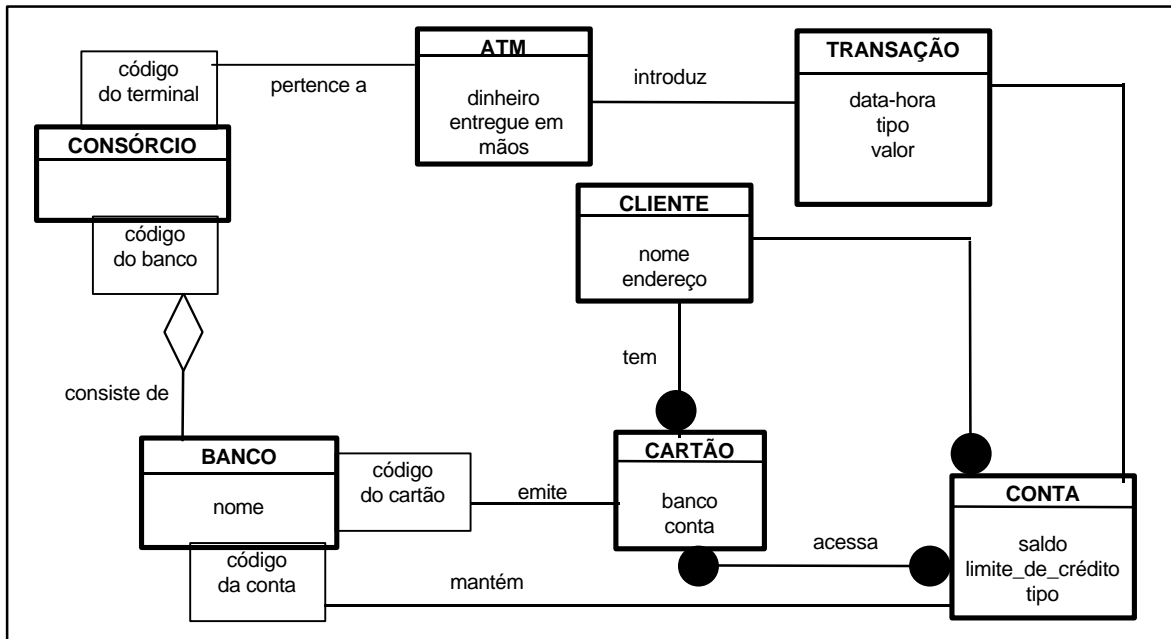 ATM
dinheiro
entregue em
mãos
TRANSAÇÃO
data-hora
tipo
valor
código
do terminal
pertence a
introduz
CONSÓRCIO
código
do banco
CLIENTE
nome
endereço
tem
consiste de
BANCO
nome
código
do cartão
emite
CARTÃO
banco
conta
acessa
CONTA
saldo
limite_de_crédito
tipo
código
da conta
mantém